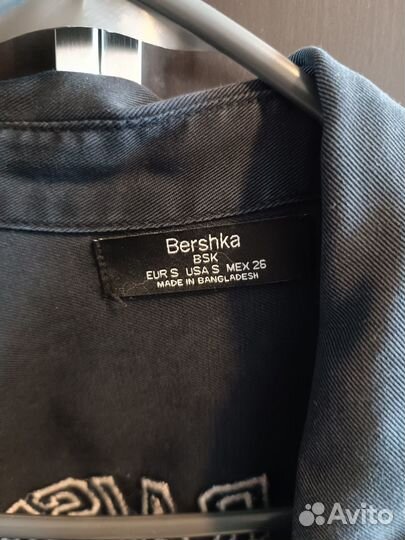 Bershka
BSK
EUR S USA S MEX 26
MADE IN BANGLADESH
Avito